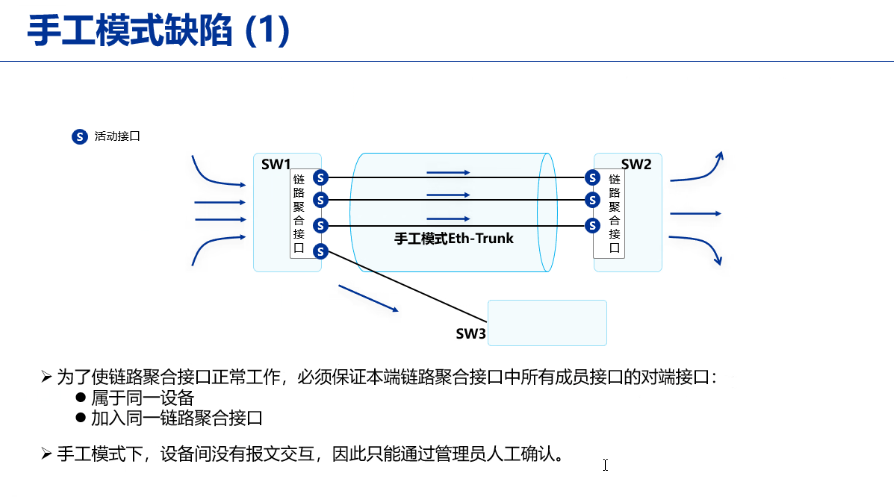 手工模式缺陷 (1)
S 活动接口
SW1
SW2
链路聚合接口
S
S
S
S
S
S
S
链路聚合接口
手工模式Eth-Trunk
SW3
➢ 为了使链路聚合接口正常工作，必须保证本端链路聚合接口中所有成员接口的对端接口：
● 属于同一设备
● 加入同一链路聚合接口
➢ 手工模式下，设备间没有报文交互，因此只能通过管理员人工确认。